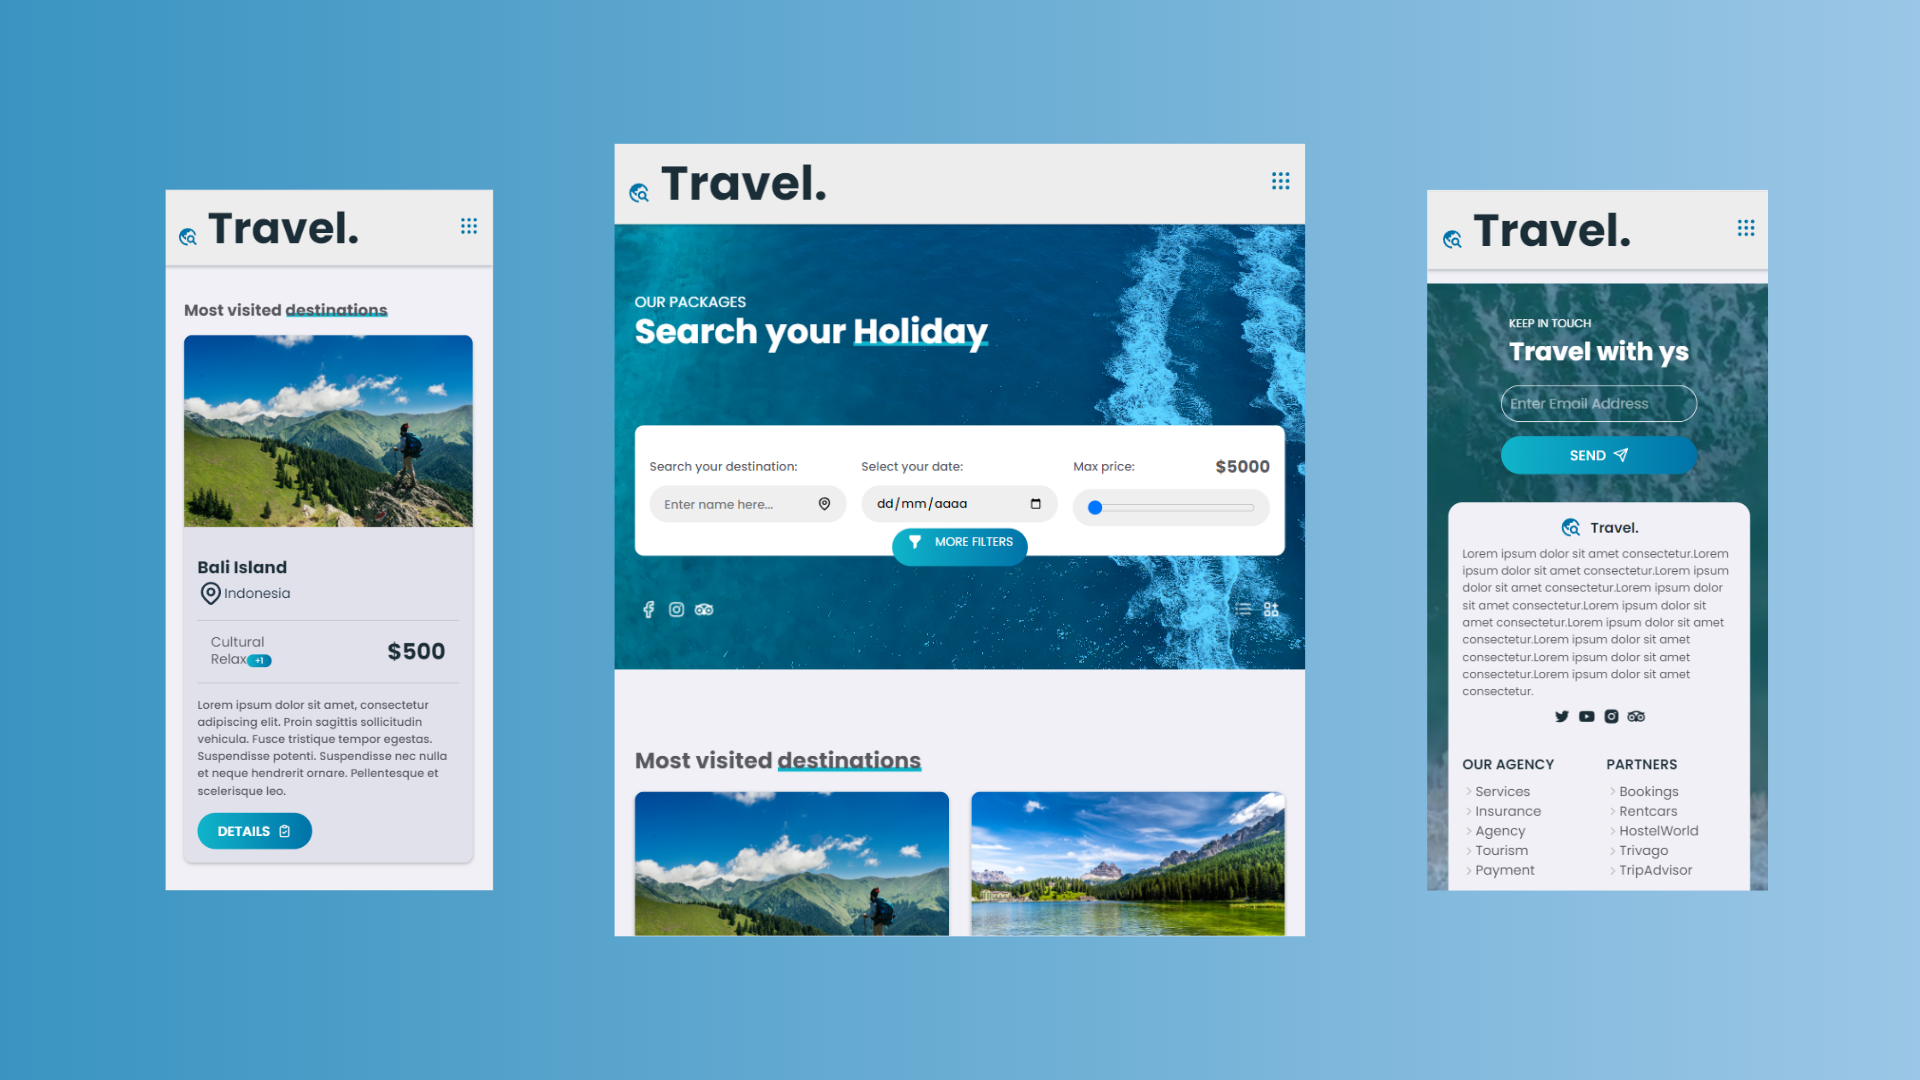 Travel.
Most visited destinations
Bali Island
Indonesia
Cultural
Relax +1
$500
Lorem ipsum dolor sit amet, consectetur
adipiscing elit. Proin sagittis sollicitudin
vehicula. Fusce tristique tempor egestas.
Suspendisse potenti. Suspendisse nec nulla
et neque hendrerit ornare. Pellentesque et
scelerisque leo.
DETAILS
Travel.
OUR PACKAGES
Search your Holiday
Search your destination:
Enter name here...
Select your date:
dd/mm/aaaa
Max price:
$5000
MORE FILTERS
Most visited destinations
Travel.
KEEP IN TOUCH
Travel with ys
Enter Email Address
SEND
Travel.
Lorem ipsum dolor sit amet consectetur.Lorem
ipsum dolor sit amet consectetur.Lorem ipsum
dolor sit amet consectetur.Lorem ipsum dolor
sit amet consectetur.Lorem ipsum dolor sit
amet consectetur.Lorem ipsum dolor sit amet
consectetur.Lorem ipsum dolor sit amet
consectetur.Lorem ipsum dolor sit amet
consectetur.Lorem ipsum dolor sit amet
consectetur.
OUR AGENCY
Services
Insurance
Agency
Tourism
Payment
PARTNERS
Bookings
Rentcars
HostelWorld
Trivago
TripAdvisor